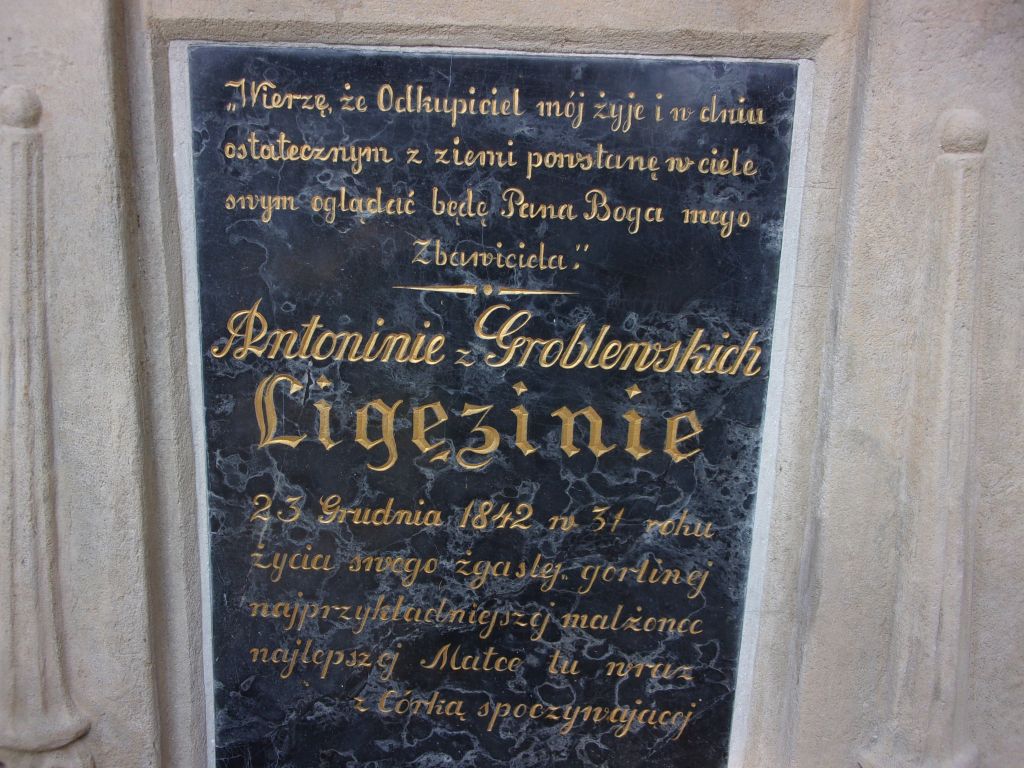 „Wierzę, że Odkupiciel mój żyje i w dniu
ostatecznym z ziemi powstanę w ciele
swym oglądać będę Pana Boga mego
Zbawiciela."
Antoninie z Groblewskich
Ligęzinie
23 Grudnia 1842 w 31 roku
życia swego żgasłej. gorliwej
najprzykładniejszej małżonce
najlepszej Matce tu wraz
z Córką spoczywającej